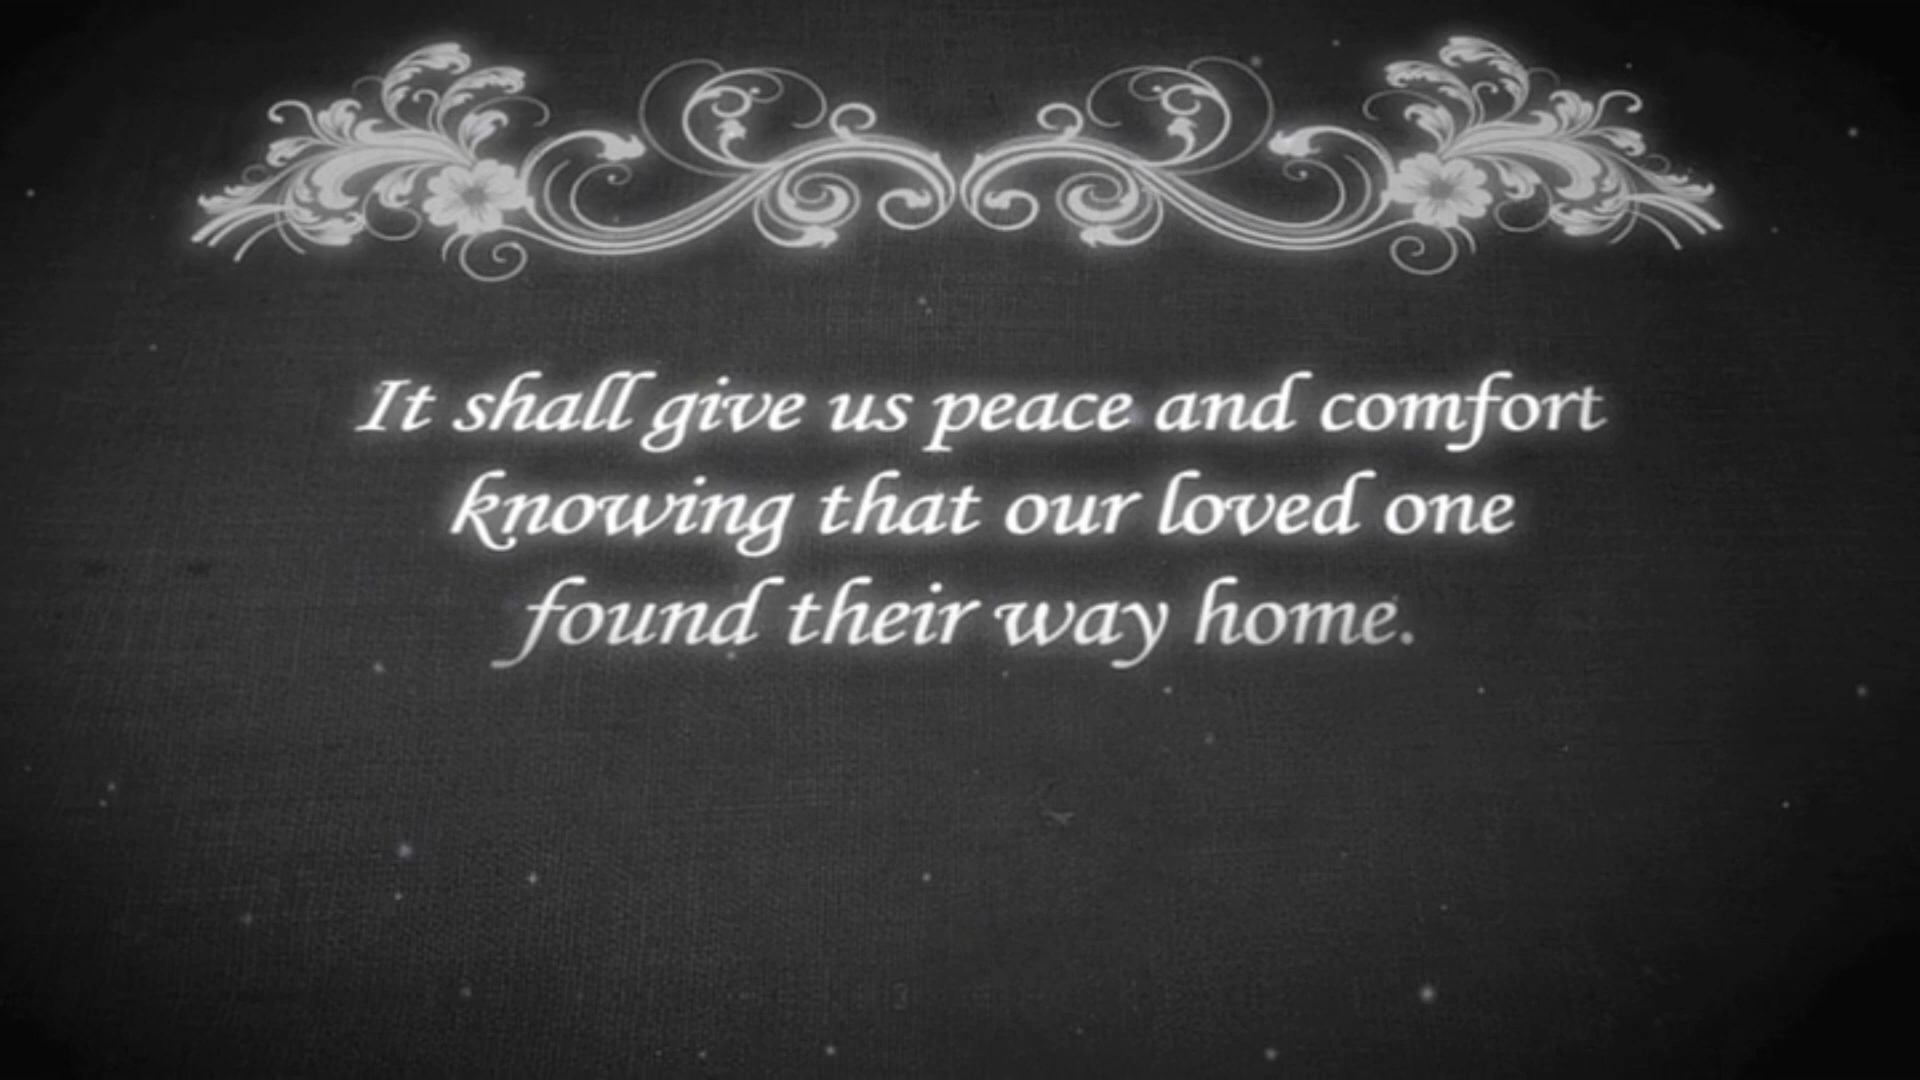 It shall give us peace and comfort
knowing that our loved one
found their way home.